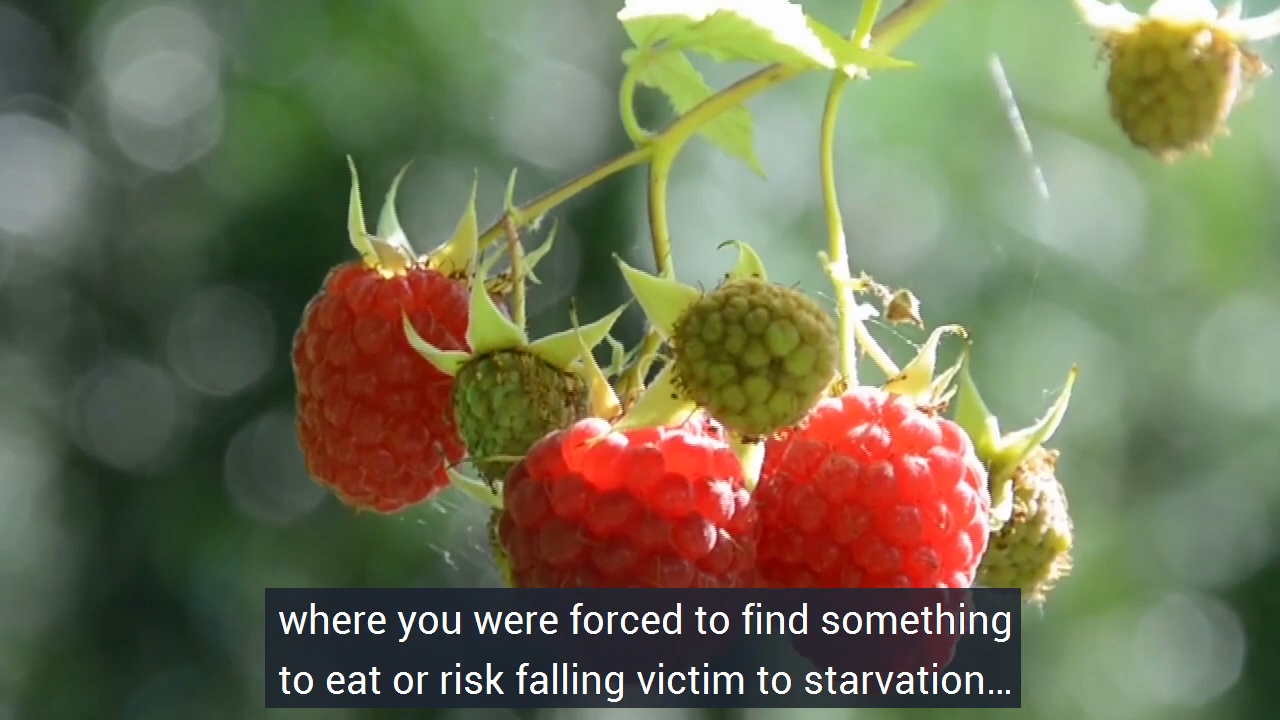 where you were forced to find something
to eat or risk falling victim to starvation...